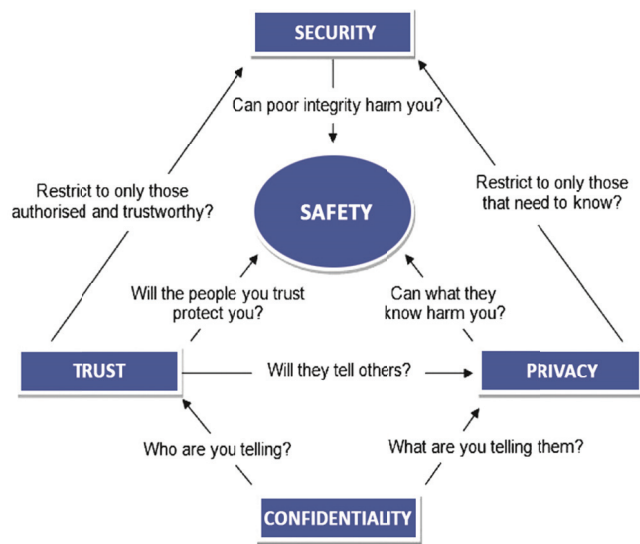 SECURITY
Can poor integrity harm you?
Restrict to only those
authorised and trustworthy?
Restrict to only those
that need to know?
SAFETY
Will the people you trust
protect you?
Can what they
know harm you?
TRUST
Will they tell others?
PRIVACY
Who are you telling?
What are you telling them?
CONFIDENTIALITY